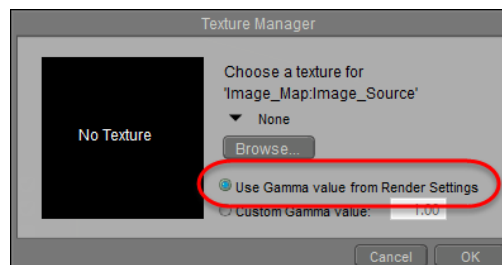 Texture Manager
Choose a texture for
'Image_Map:Image_Source'
None
No Texture
Browse...
Use Gamma value from Render Settings
Custom Gamma value: 1.00
Cancel OK